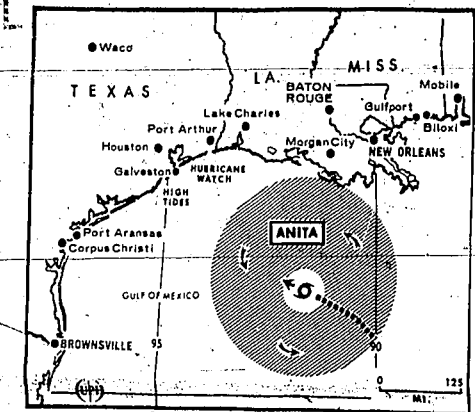 Waco
TEXAS
LA.
MISS.
BATON
ROUGE
Mobile
Gulfport
Biloxi
Lake Charles
Port Arthur
Houston
Morgan City
NEW ORLEANS
Galveston
HURRICANE
WATCH
HIGH
TIDES
ANITA
Port Aransas
Corpus Christi
GULF OF MEXICO
BROWNSVILLE
95
90
UPI
0 125
MI.